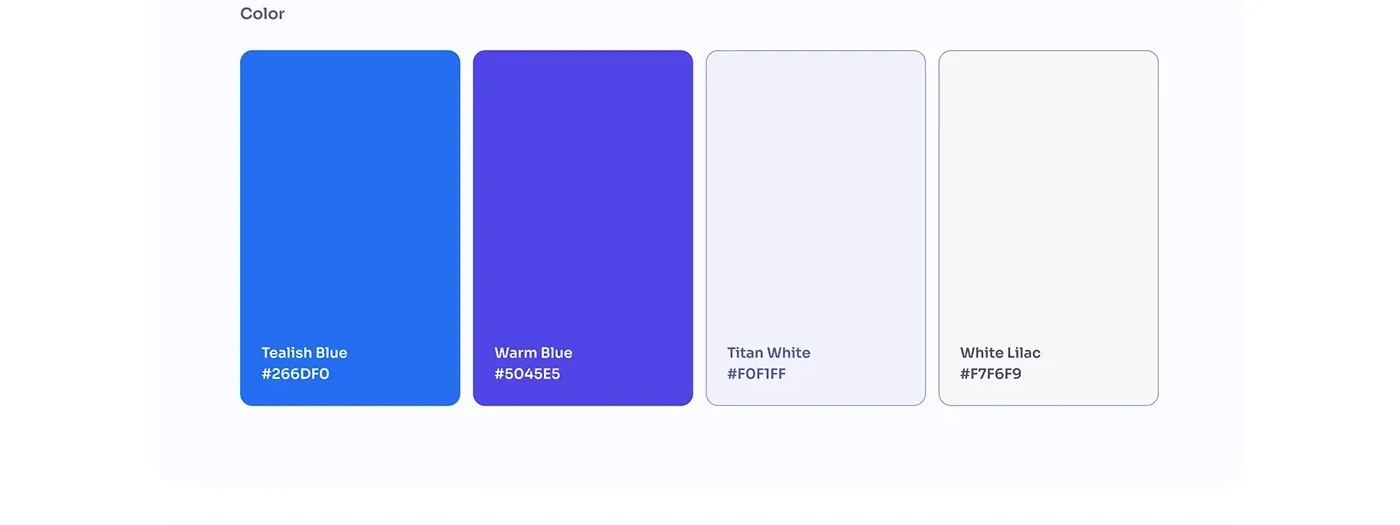 Color
Tealish Blue
#266DF0
Warm Blue
#5045E5
Titan White
#F0F1FF
White Lilac
#F7F6F9